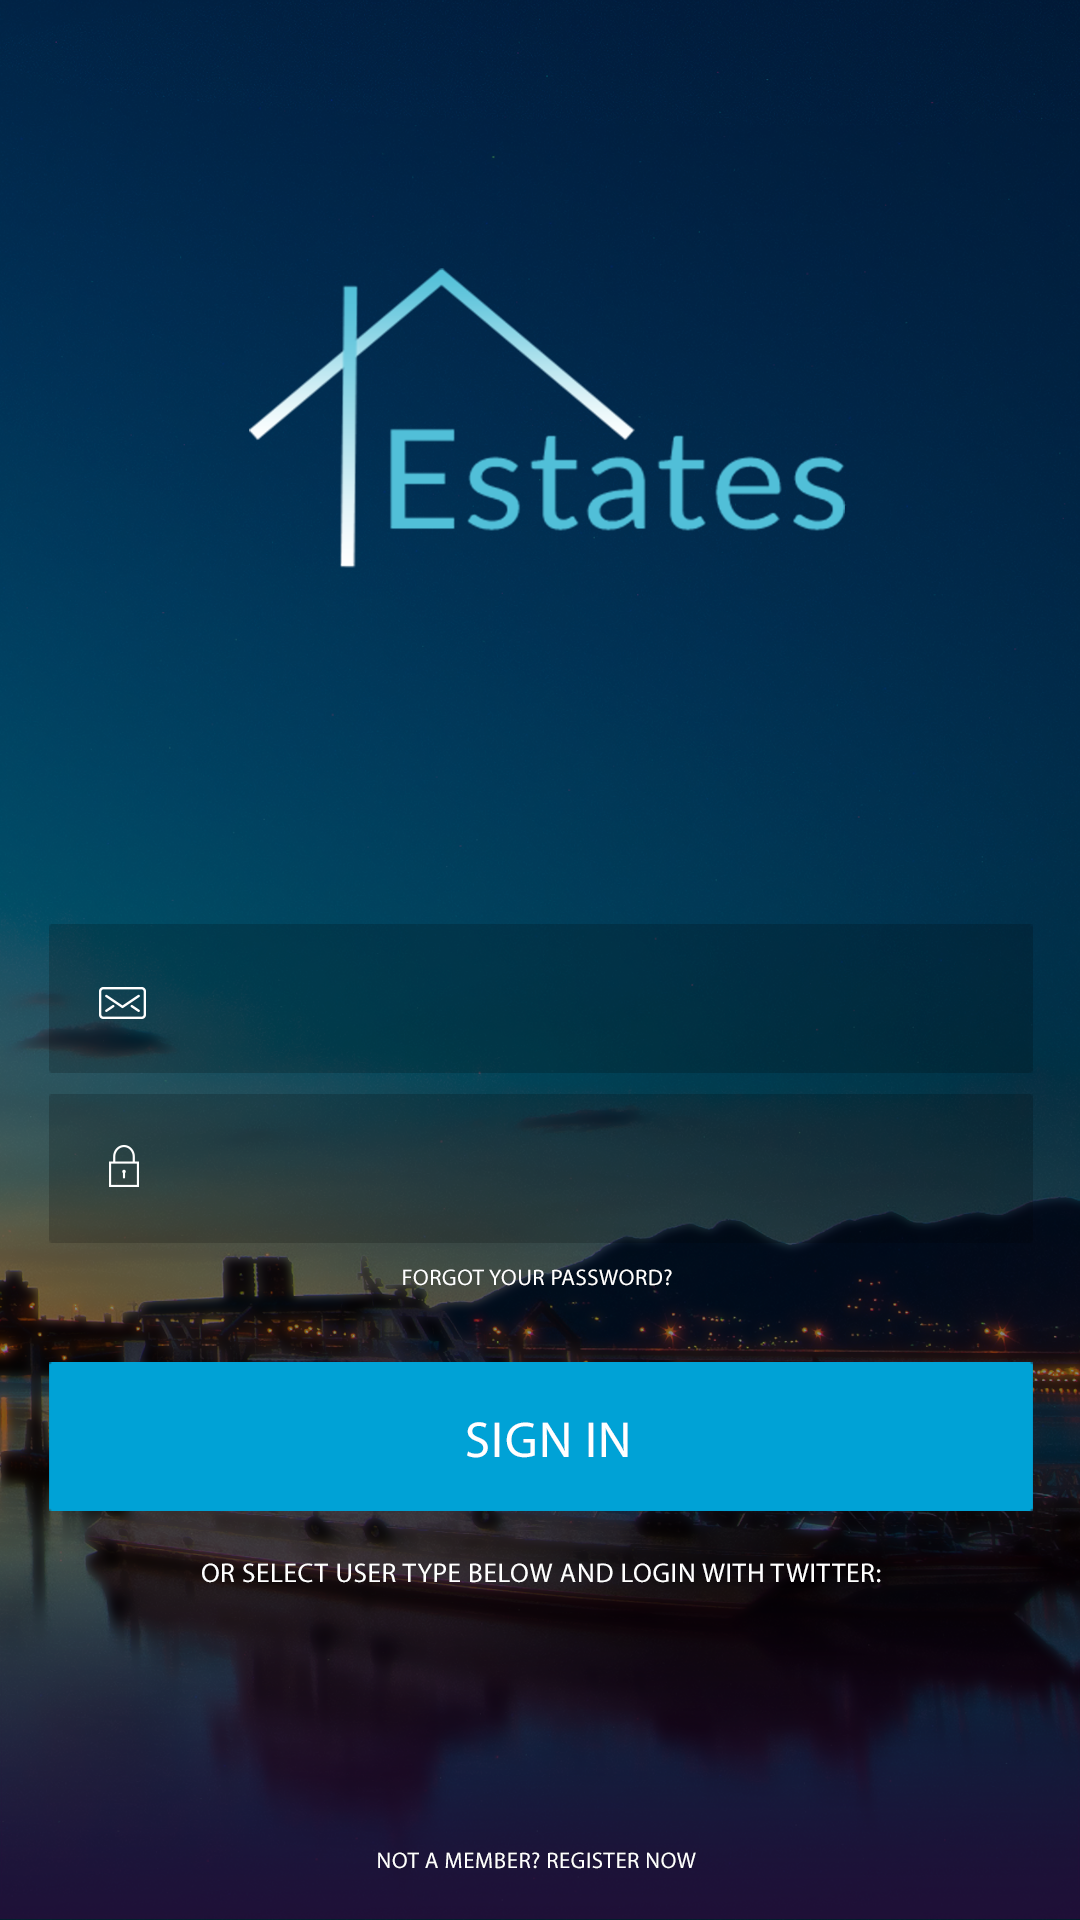 Estates
FORGOT YOUR PASSWORD?
SIGN IN
OR SELECT USER TYPE BELOW AND LOGIN WITH TWITTER:
NOT A MEMBER? REGISTER NOW